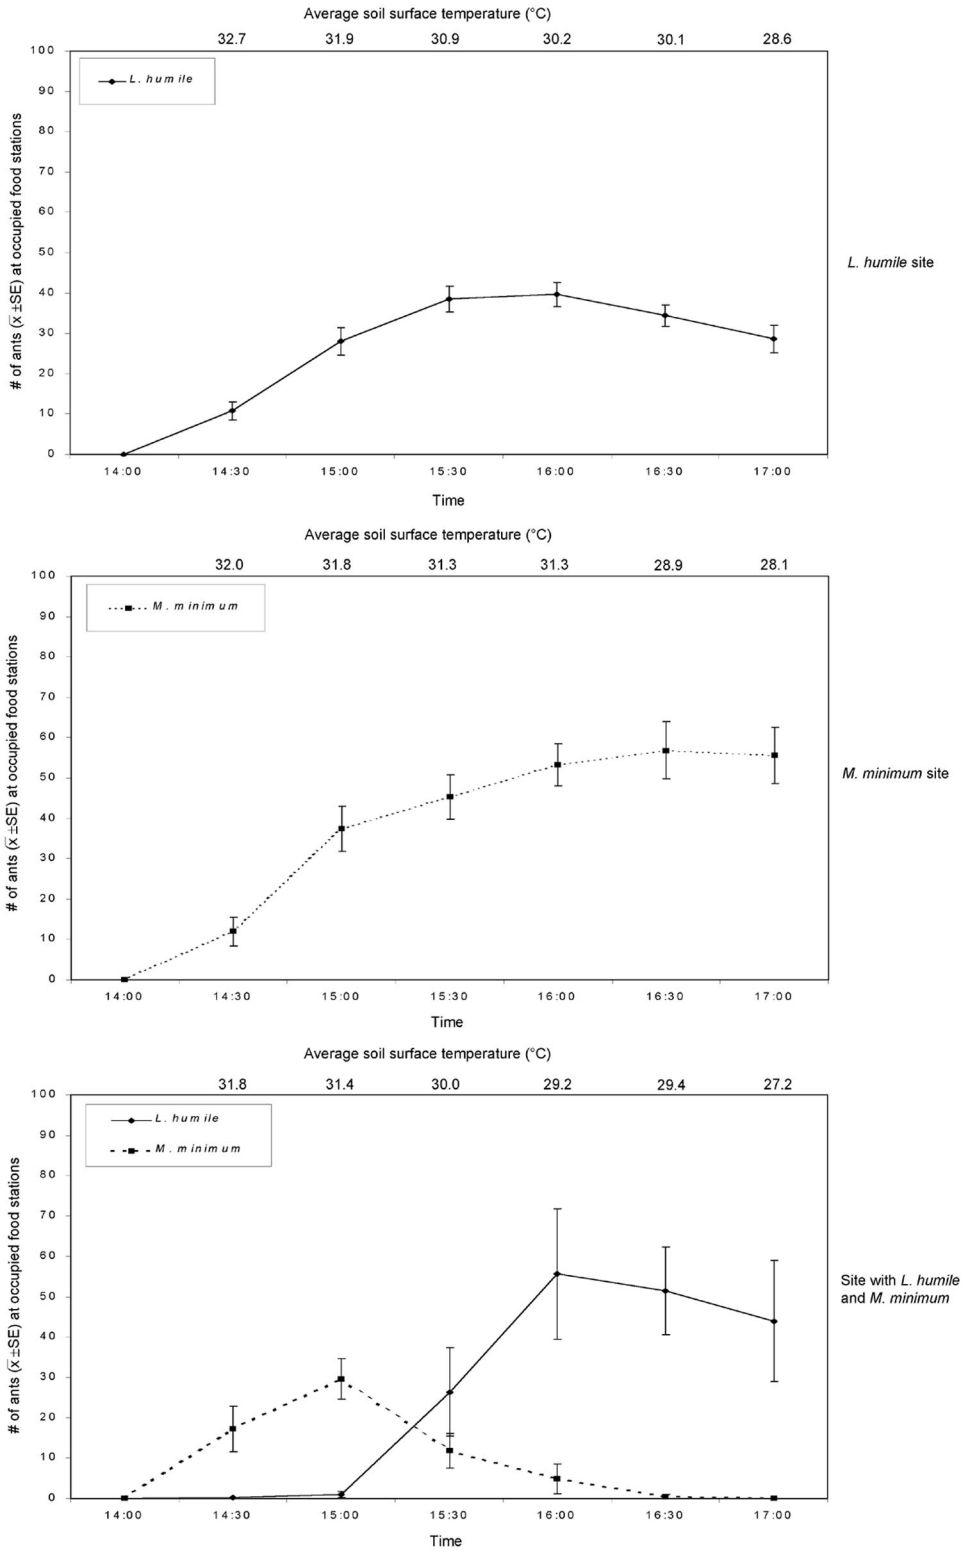 Average soil surface temperature (°C)
32.7 31.9 30.9 30.2 30.1 28.6
100
L. humile
90
80
70
60
50
40
30
20
10
0
# of ants (x̅ ±SE) at occupied food stations
L. humile site
14:00 14:30 15:00 15:30 16:00 16:30 17:00
Time
Average soil surface temperature (°C)
32.0 31.8 31.3 31.3 28.9 28.1
100
M. minimum
90
80
70
60
50
40
30
20
10
0
# of ants (x̅ ±SE) at occupied food stations
M. minimum site
14:00 14:30 15:00 15:30 16:00 16:30 17:00
Time
Average soil surface temperature (°C)
31.8 31.4 30.0 29.2 29.4 27.2
100
L. humile
M. minimum
90
80
70
60
50
40
30
20
10
0
# of ants (x̅ ±SE) at occupied food stations
Site with L. humile
and M. minimum
14:00 14:30 15:00 15:30 16:00 16:30 17:00
Time